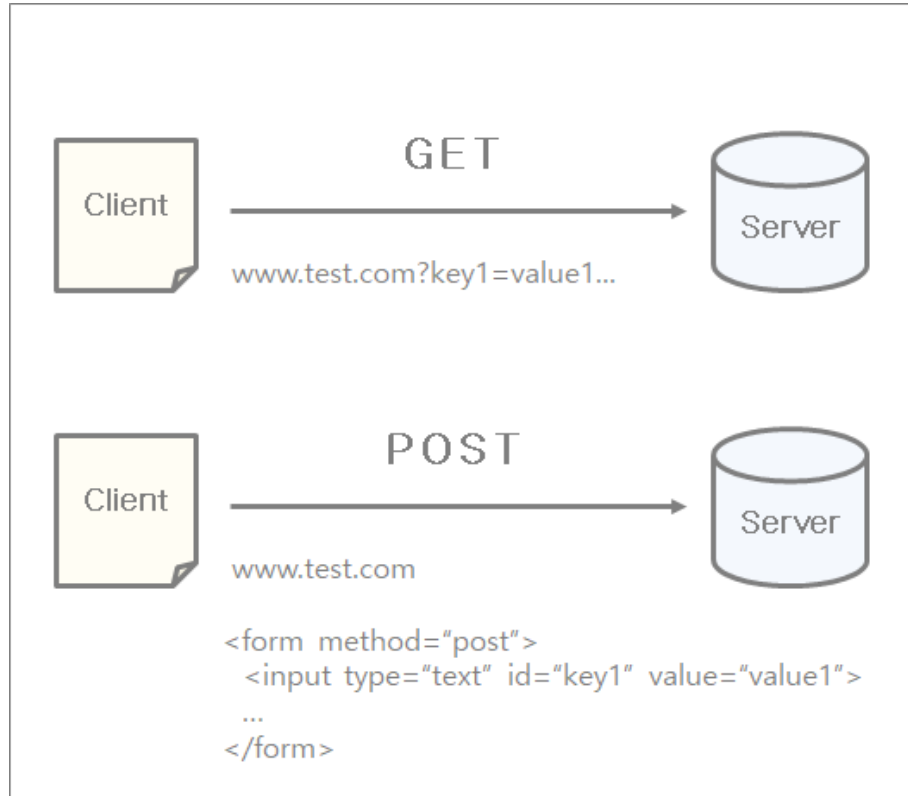 GET
Client
Server
www.test.com?key1=value1...
POST
Client
Server
www.test.com
<form method="post">
<input type="text" id="key1" value="value1">
...
</form>